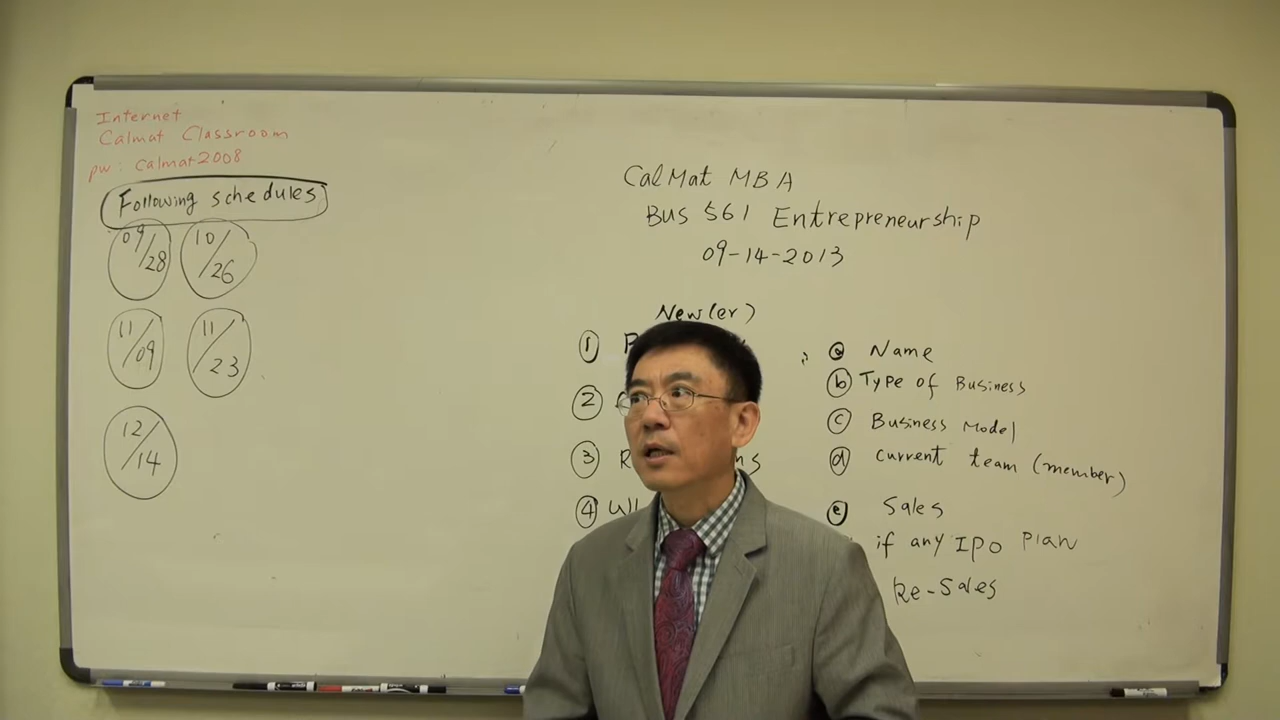 Internet
Calmat Classroom
pw: Calmat2008
Following schedules
09/28
10/26
11/09
11/23
12/14
CalMat MBA
Bus 561 Entrepreneurship
09-14-2013
New(er)
1
2
3
4
a Name
b Type of Business
c Business Model
d Current team (member)
e Sales
if any IPO Plan
Re-Sales